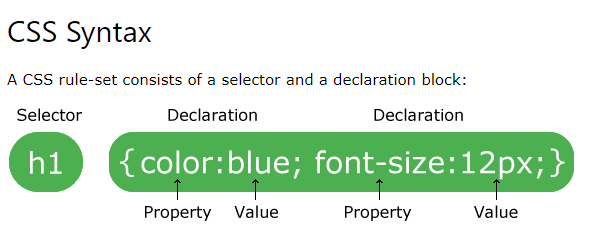 CSS Syntax
A CSS rule-set consists of a selector and a declaration block:
Selector Declaration Declaration
h1 {color:blue; font-size:12px;}
Property Value Property Value